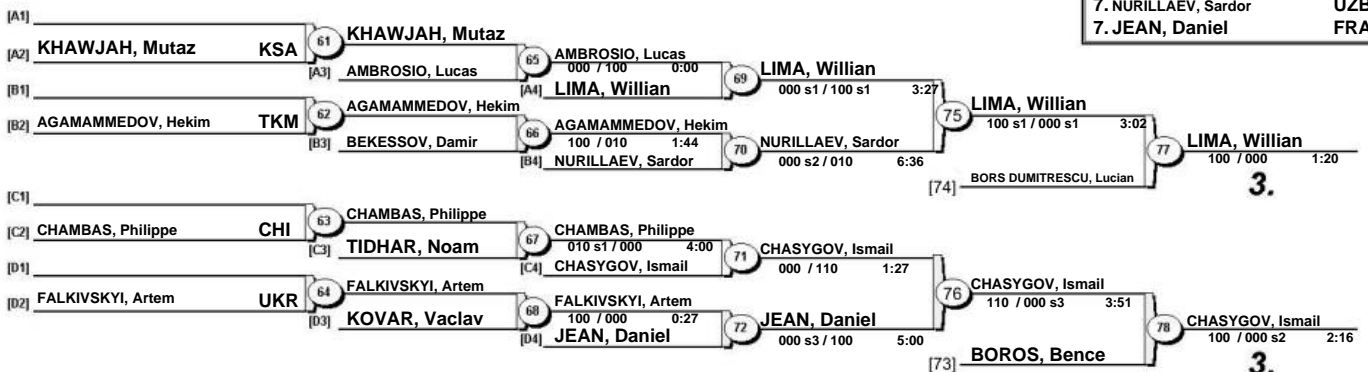 7. NURILLAEV, Sardor UZB
7. JEAN, Daniel FRA
[A1]
[A2] KHAWJAH, Mutaz KSA
61
KHAWJAH, Mutaz
[A3] AMBROSIO, Lucas
65
AMBROSIO, Lucas
000 / 100 0:00
[A4] LIMA, Willian
69
LIMA, Willian
000 s1 / 100 s1 3:27
[B1]
[B2] AGAMAMMEDOV, Hekim TKM
62
AGAMAMMEDOV, Hekim
[B3] BEKESSOV, Damir
66
AGAMAMMEDOV, Hekim
100 / 010 1:44
[B4] NURILLAEV, Sardor
70
NURILLAEV, Sardor
000 s2 / 010 6:36
75
LIMA, Willian
100 s1 / 000 s1 3:02
[74] BORS DUMITRESCU, Lucian
77
LIMA, Willian
100 / 000 1:20
3.
[C1]
[C2] CHAMBAS, Philippe CHI
63
CHAMBAS, Philippe
[C3] TIDHAR, Noam
67
CHAMBAS, Philippe
010 s1 / 000 4:00
[C4] CHASYGOV, Ismail
71
CHASYGOV, Ismail
000 / 110 1:27
[D1]
[D2] FALKIVSKYI, Artem UKR
64
FALKIVSKYI, Artem
[D3] KOVAR, Vaclav
68
FALKIVSKYI, Artem
100 / 000 0:27
[D4] JEAN, Daniel
72
JEAN, Daniel
000 s3 / 100 5:00
76
CHASYGOV, Ismail
110 / 000 s3 3:51
[73] BOROS, Bence
78
CHASYGOV, Ismail
100 / 000 s2 2:16
3.